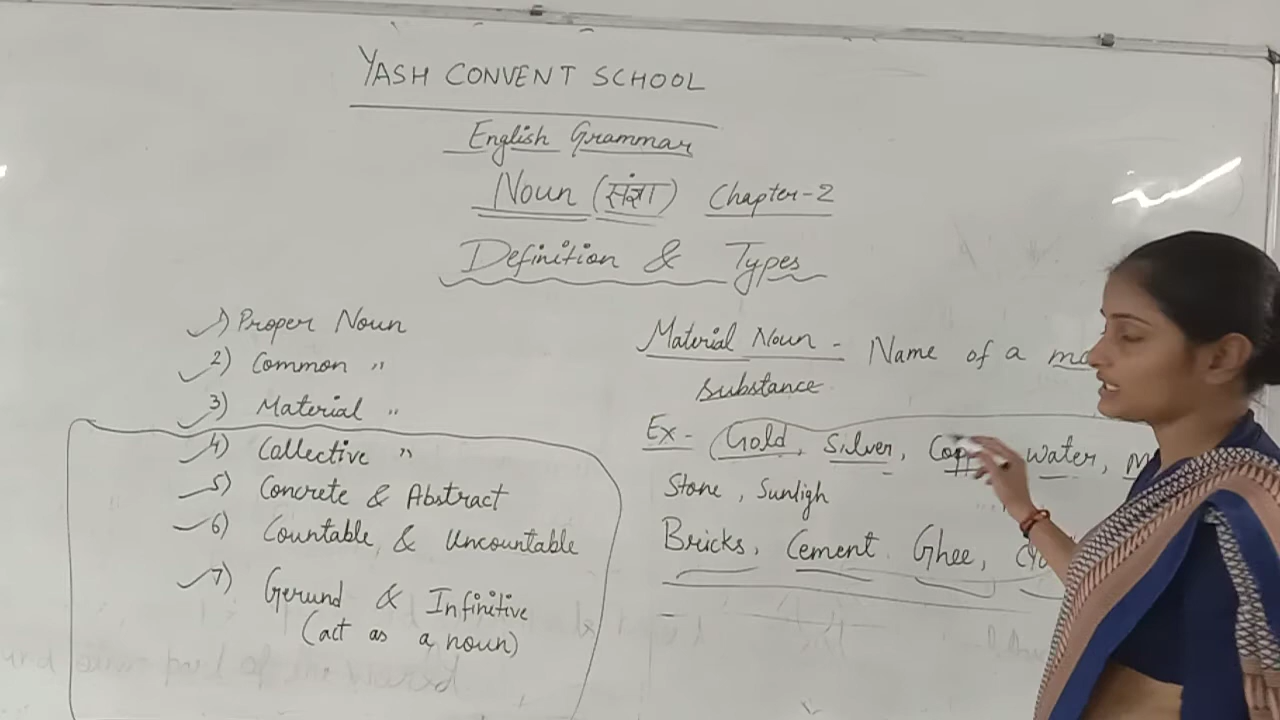 YASH CONVENT SCHOOL
English Grammar
Noun (संज्ञा) Chapter-2
Definition & Types
1) Proper Noun
2) Common "
3) Material "
4) Callective "
5) Concrete & Abstract
6) Countable & Uncountable
7) Gerund & Infinitive
(act as a noun)
Material Noun - Name of a
substance
Ex- Gold, Silver, water,
Stone, Sunligh
Bricks, Cement. Ghee,